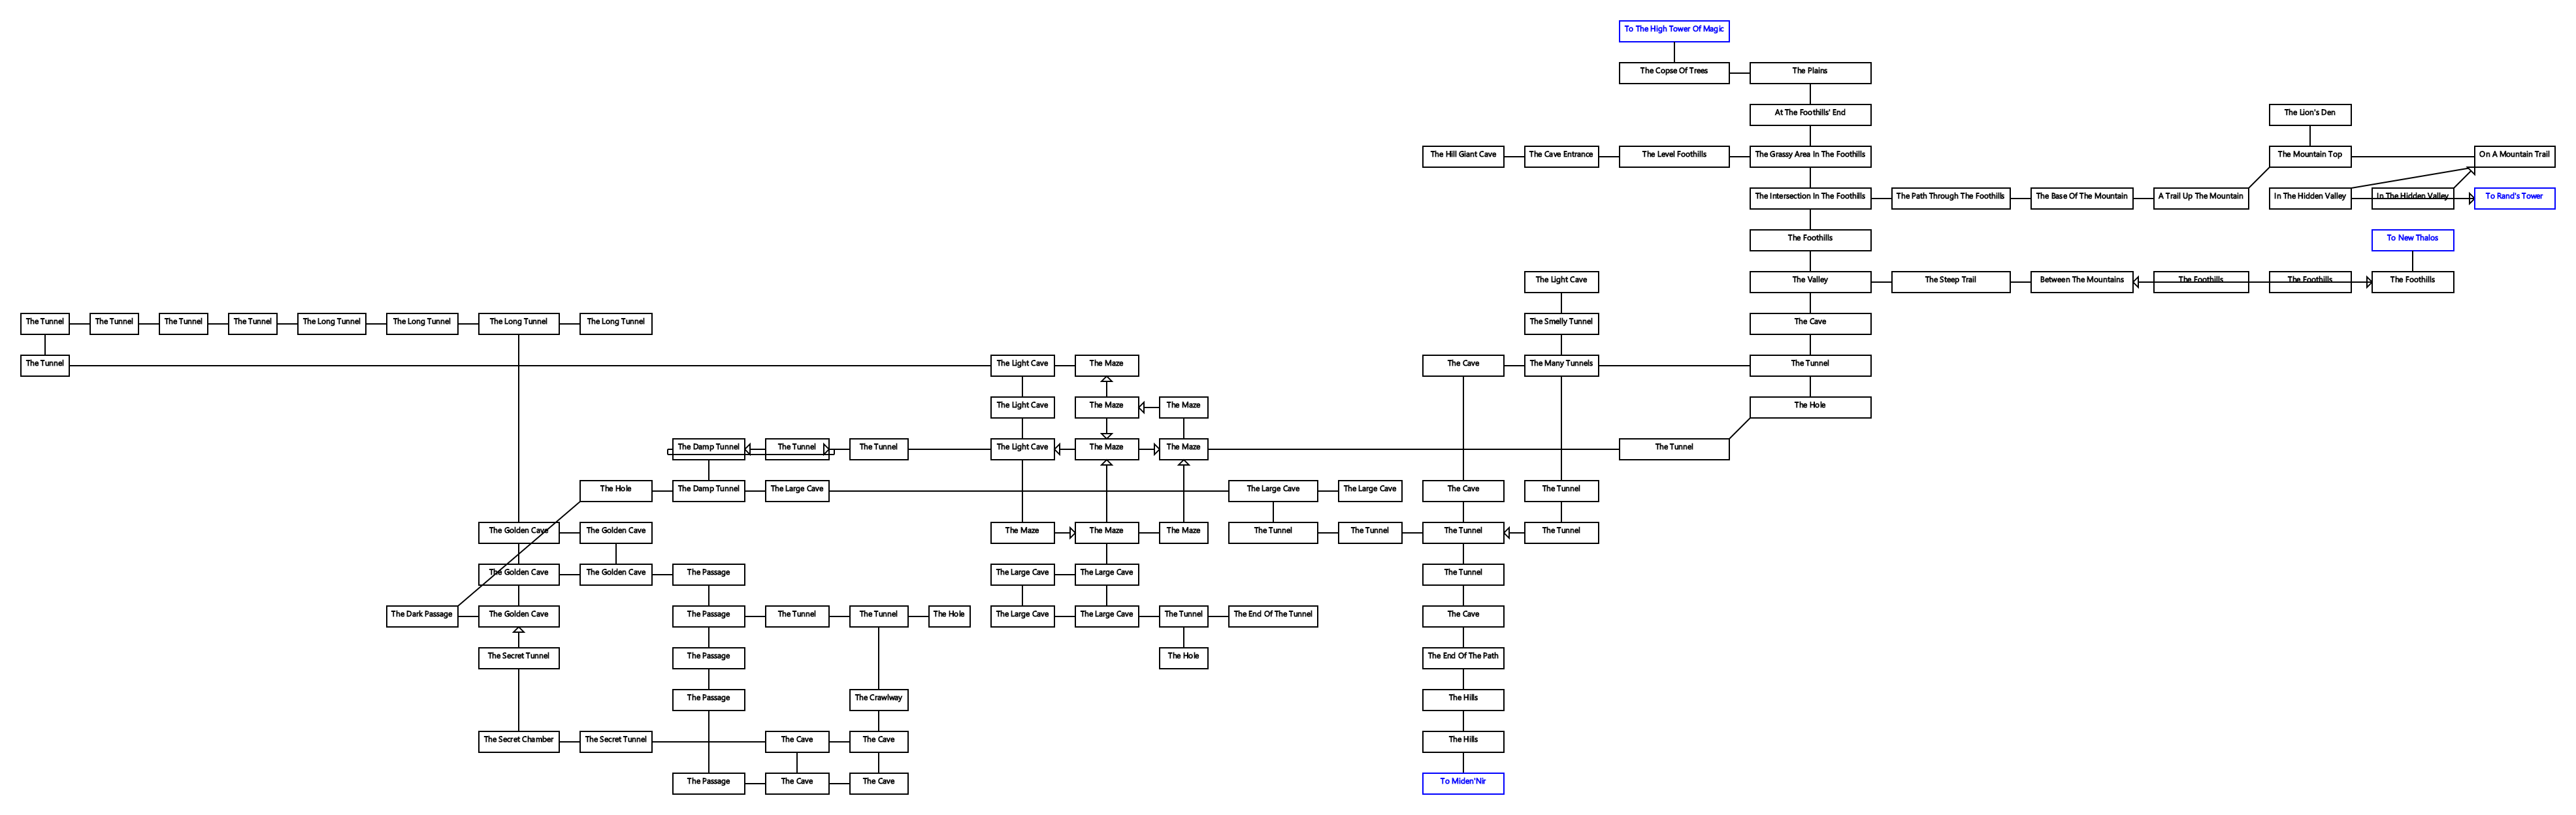 To The High Tower Of Magic
The Copse Of Trees The Plains
At The Foothills' End The Lion's Den
The Hill Giant Cave The Cave Entrance The Level Foothills The Grassy Area In The Foothills The Mountain Top On A Mountain Trail
The Intersection In The Foothills The Path Through The Foothills The Base Of The Mountain A Trail Up The Mountain In The Hidden Valley In The Hidden Valley To Rand's Tower
The Foothills To New Thalos
The Light Cave The Valley The Steep Trail Between The Mountains The Foothills The Foothills The Foothills
The Tunnel The Tunnel The Tunnel The Tunnel The Long Tunnel The Long Tunnel The Long Tunnel The Long Tunnel The Smelly Tunnel The Cave
The Tunnel The Light Cave The Maze The Cave The Many Tunnels The Tunnel
The Light Cave The Maze The Maze The Hole
The Damp Tunnel The Tunnel The Tunnel The Light Cave The Maze The Maze The Tunnel
The Hole The Damp Tunnel The Large Cave The Large Cave The Large Cave The Cave The Tunnel
The Golden Cave The Golden Cave The Maze The Maze The Maze The Tunnel The Tunnel The Tunnel The Tunnel
The Golden Cave The Golden Cave The Passage The Large Cave The Large Cave The Tunnel
The Dark Passage The Golden Cave The Passage The Tunnel The Tunnel The Hole The Large Cave The Large Cave The Tunnel The End Of The Tunnel The Cave
The Secret Tunnel The Passage The Hole The End Of The Path
The Passage The Crawlway The Hills
The Secret Chamber The Secret Tunnel The Cave The Cave The Hills
The Passage The Cave The Cave To Miden'Nir